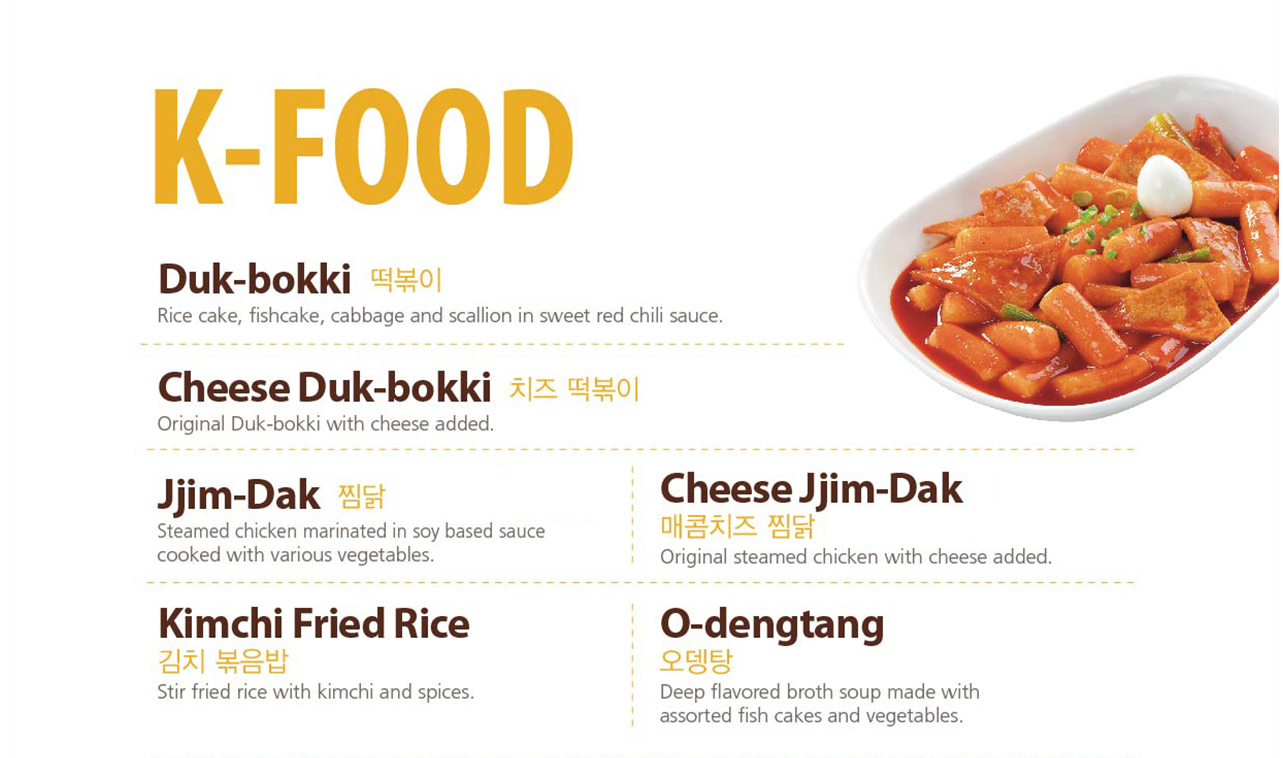 K-FOOD
Duk-bokki 떡볶이
Rice cake, fishcake, cabbage and scallion in sweet red chili sauce.
Cheese Duk-bokki 치즈 떡볶이
Original Duk-bokki with cheese added.
Jjim-Dak 찜닭
Steamed chicken marinated in soy based sauce
cooked with various vegetables.
Cheese Jjim-Dak
매콤치즈 찜닭
Original steamed chicken with cheese added.
Kimchi Fried Rice
김치 볶음밥
Stir fried rice with kimchi and spices.
O-dengtang
오뎅탕
Deep flavored broth soup made with
assorted fish cakes and vegetables.